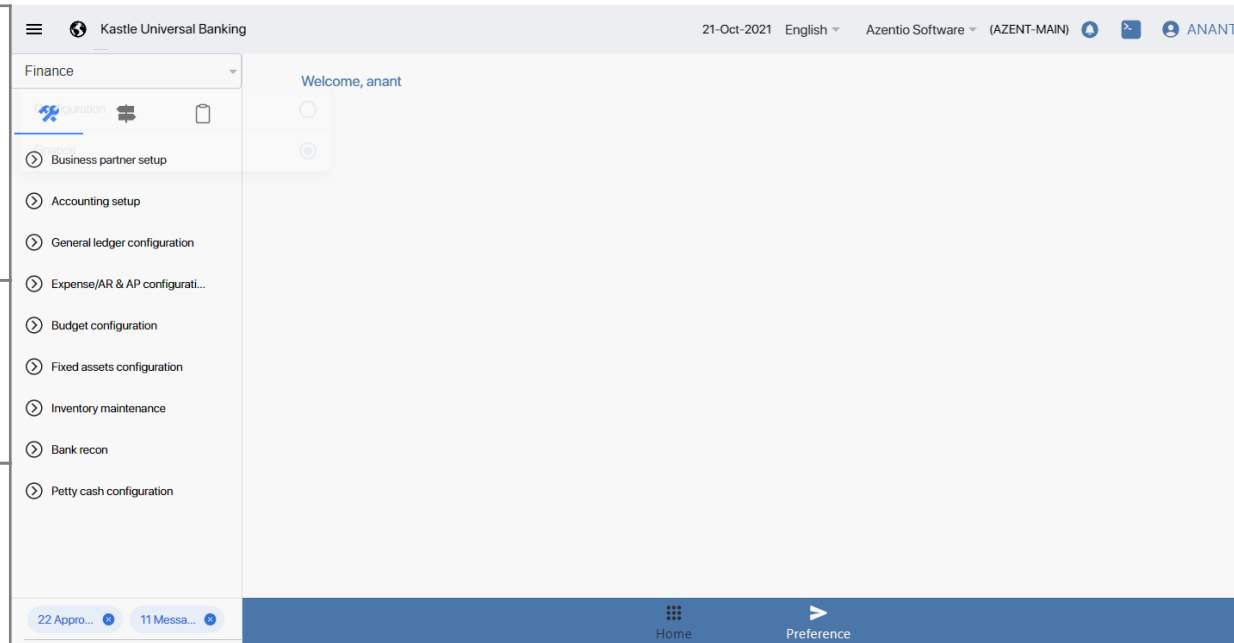 Kastle Universal Banking 21-Oct-2021 English Azentio Software (AZENT-MAIN) ANANT
Finance
Welcome, anant
Configuration
Finance
Business partner setup
Accounting setup
General ledger configuration
Expense/AR & AP configurati...
Budget configuration
Fixed assets configuration
Inventory maintenance
Bank recon
Petty cash configuration
22 Appro... 11 Messa...
Home Preference